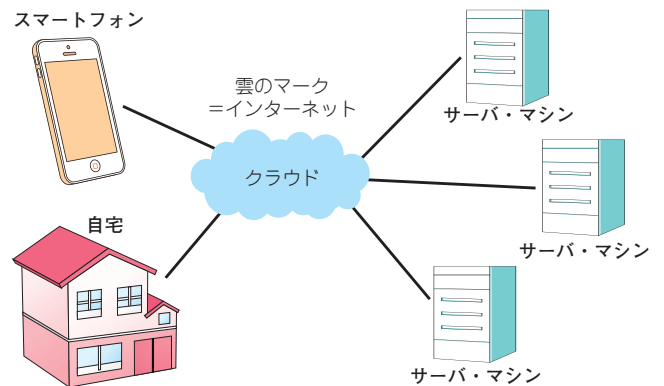 スマートフォン
雲のマーク
=インターネット
サーバ・マシン
クラウド
サーバ・マシン
自宅
サーバ・マシン